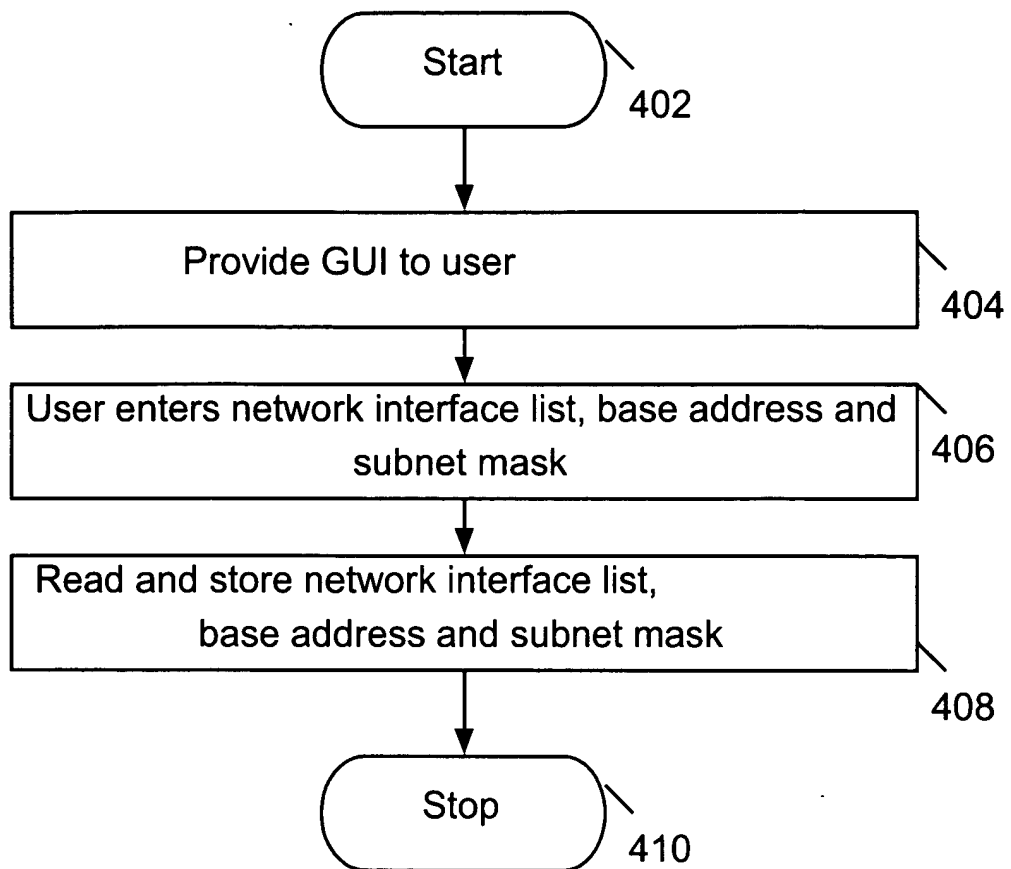 Start
402
Provide GUI to user
404
User enters network interface list, base address and
subnet mask
406
Read and store network interface list,
base address and subnet mask
408
Stop
410